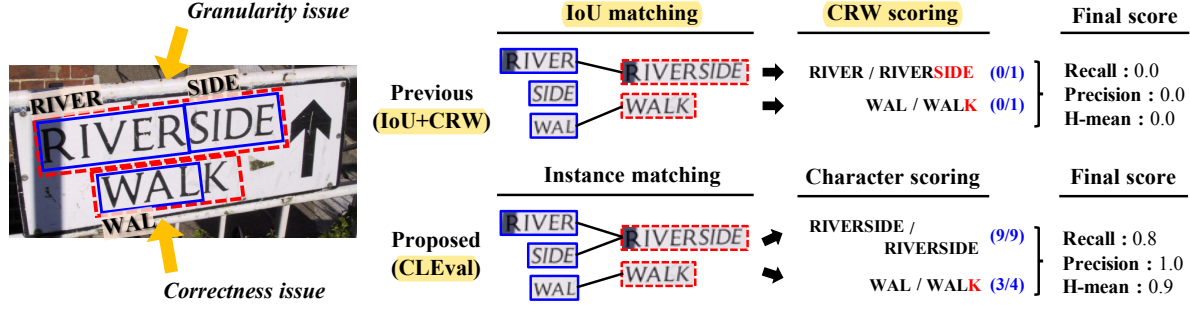 Granularity issue
RIVER SIDE
RIVERSIDE
WALK
WAL
Correctness issue
IoU matching CRW scoring Final score
Previous
(IoU+CRW)
RIVER
SIDE
WAL
RIVERSIDE
WALK
RIVER / RIVERSIDE (0/1)
WAL / WALK (0/1)
Recall : 0.0
Precision : 0.0
H-mean : 0.0
Instance matching Character scoring Final score
Proposed
(CLEval)
RIVER
SIDE
WAL
RIVERSIDE
WALK
RIVERSIDE /
RIVERSIDE (9/9)
WAL / WALK (3/4)
Recall : 0.8
Precision : 1.0
H-mean : 0.9